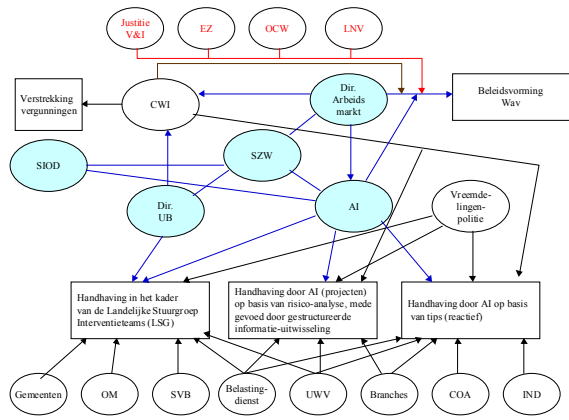 Justitie
V&I
EZ
OCW
LNV
Verstrekking
vergunningen
CWI
Dir.
Arbeids
markt
Beleidsvorming
Wav
SIOD
SZW
Dir.
UB
AI
Vreemde-
lingen-
politie
Handhaving in het kader
van de Landelijke Stuurgroep
Interventieteams (LSG)
Handhaving door AI (projecten)
op basis van risico-analyse, mede
gevoed door gestructureerde
informatie-uitwisseling
Handhaving door AI op basis
van tips (reactief)
Gemeenten
OM
SVB
Belasting-
dienst
UWV
Branches
COA
IND